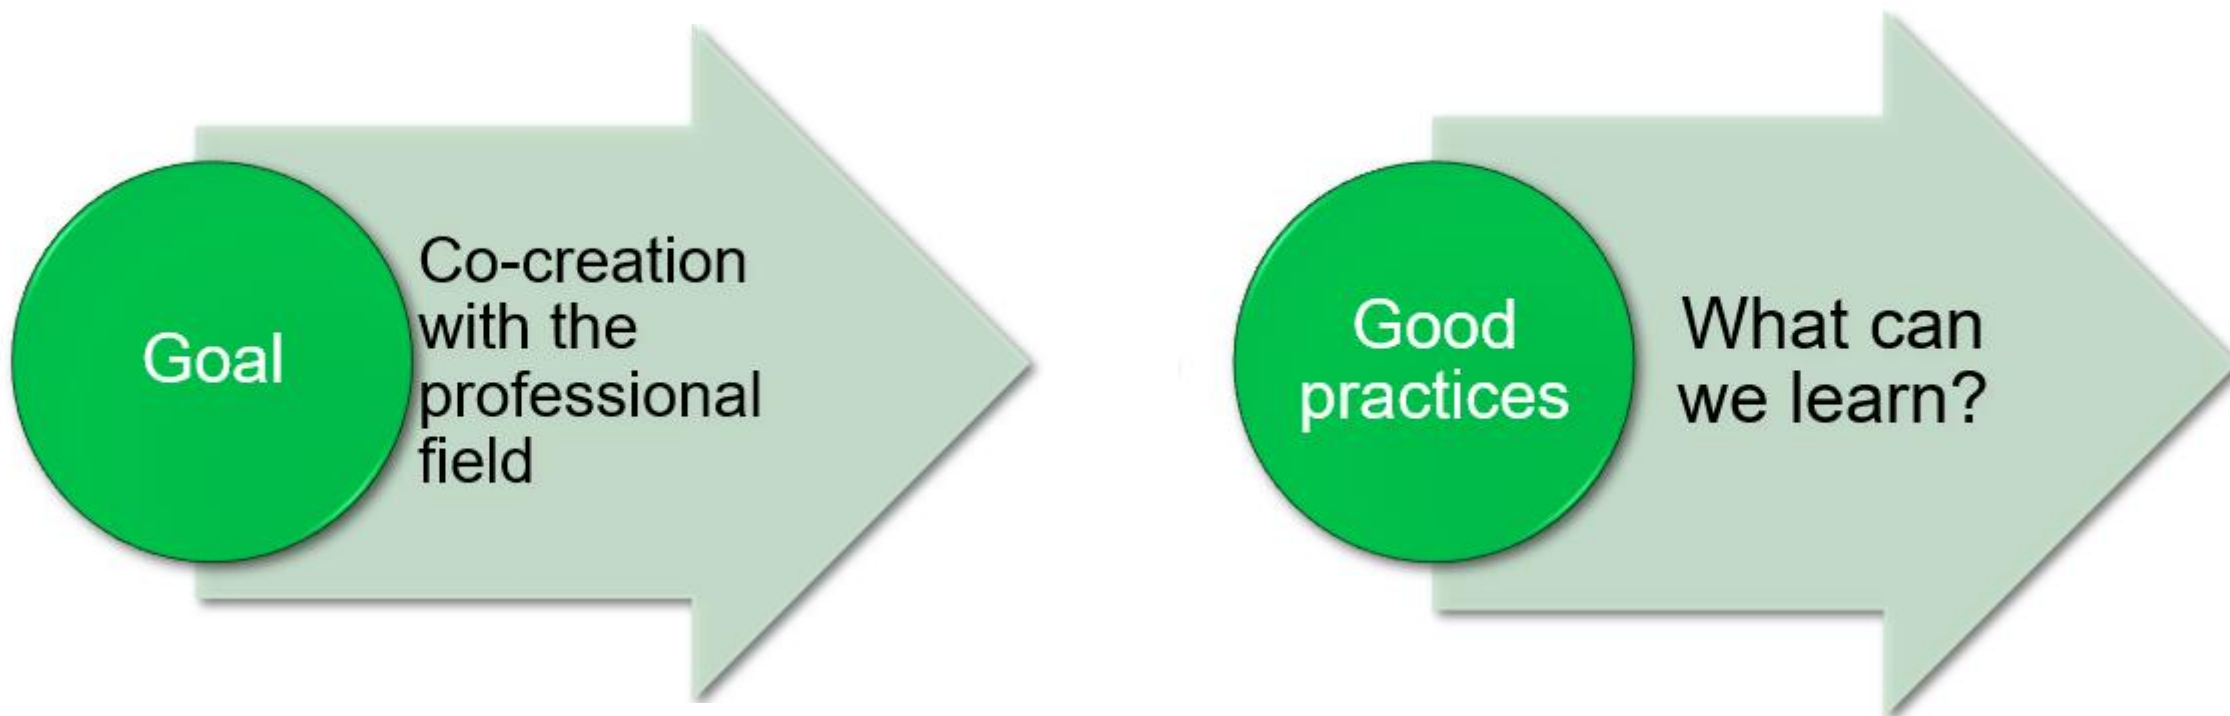 Goal
Co-creation
with the
professional
field
Good
practices
What can
we learn?